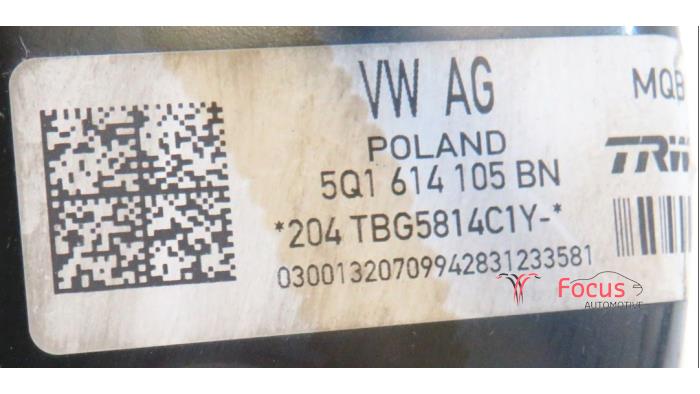 VW AG
MQB
POLAND
TRW
5Q1 614 105 BN
*204 TBG5814C1Y-*
03001320709942831233581
Focus
AUTOMOTIVE